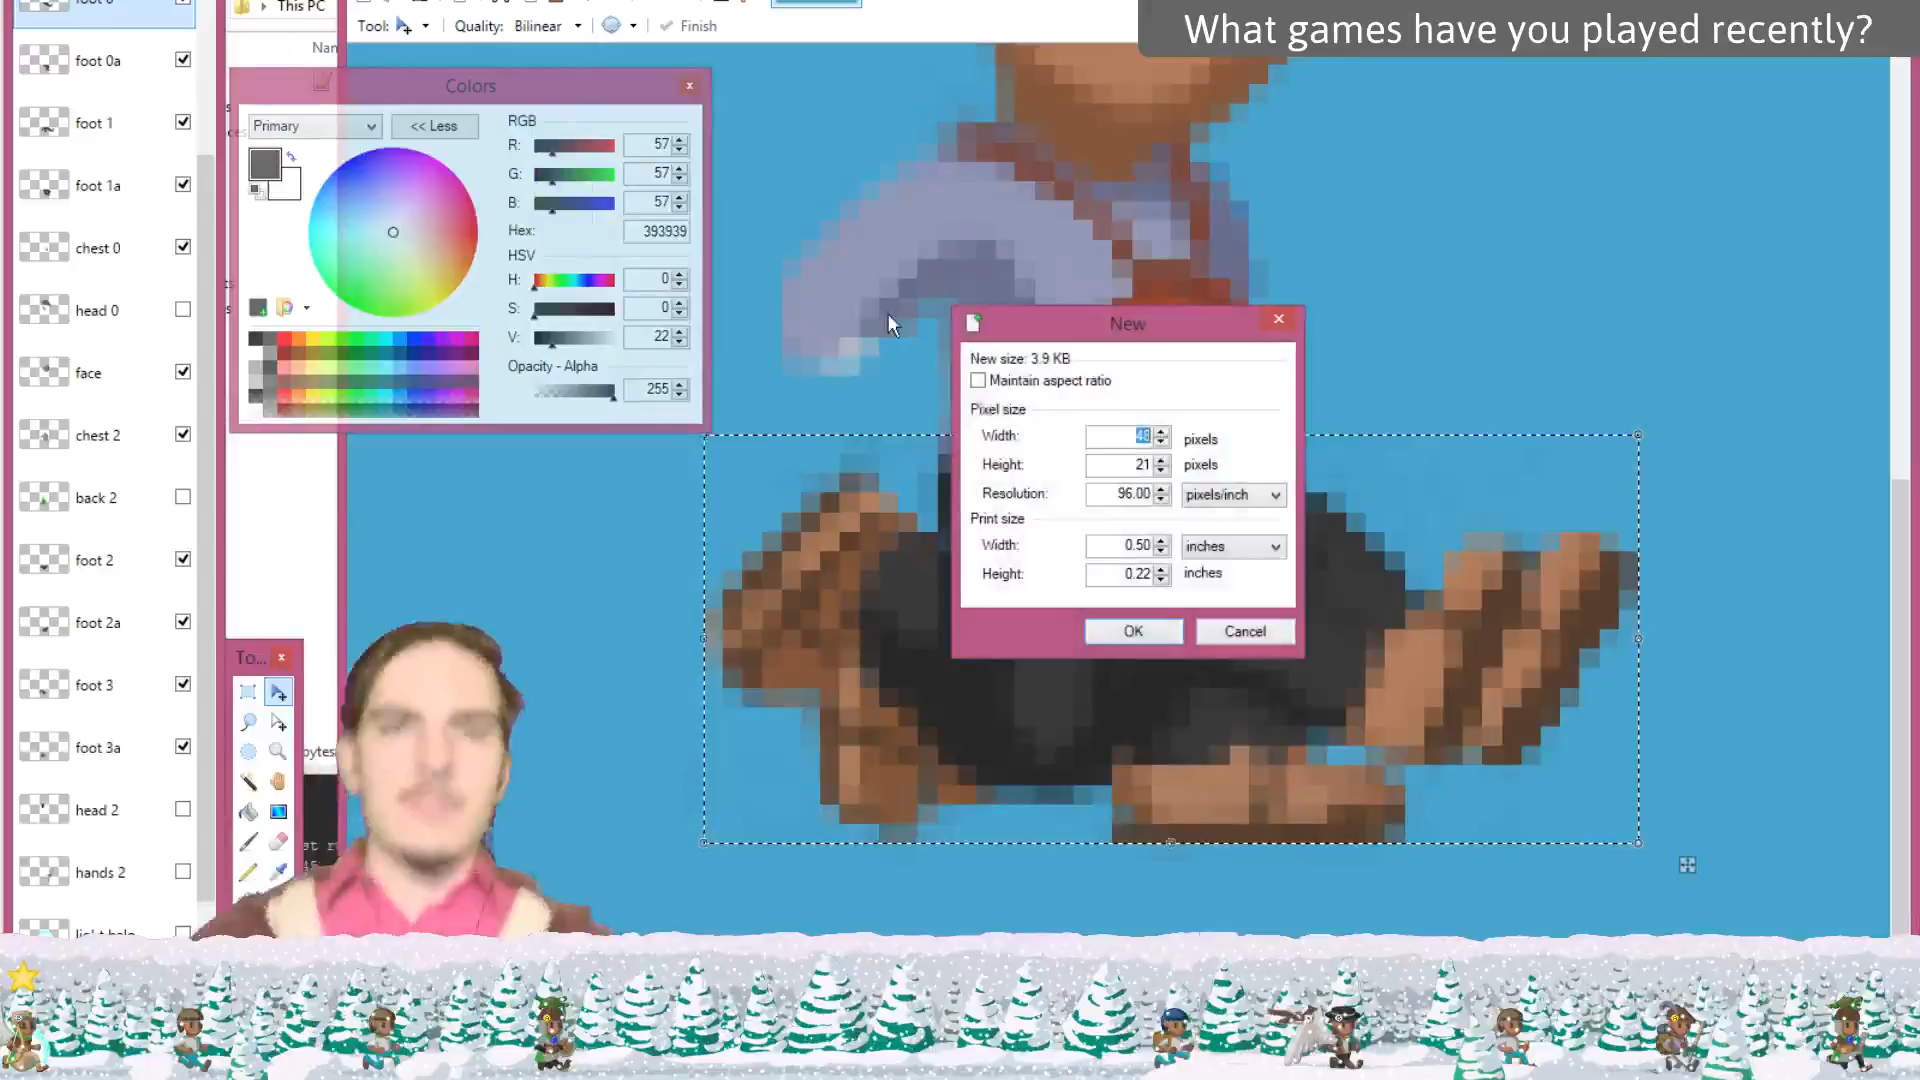 This PC
Tool:
Quality:
Bilinear
Finish
What games have you played recently?
foot 0a
foot 1
foot 1a
chest 0
head 0
face
chest 2
back 2
foot 2
foot 2a
foot 3
foot 3a
head 2
hands 2
Nan
Colors
Primary
<< Less
RGB
R: 57
G: 57
B: 57
Hex: 393939
HSV
H: 0
S: 0
V: 22
Opacity - Alpha
255
New
New size: 3.9 KB
Maintain aspect ratio
Pixel size
Width: 48 pixels
Height: 21 pixels
Resolution: 96.00 pixels/inch
Print size
Width: 0.50 inches
Height: 0.22 inches
OK
Cancel
To...
bytes